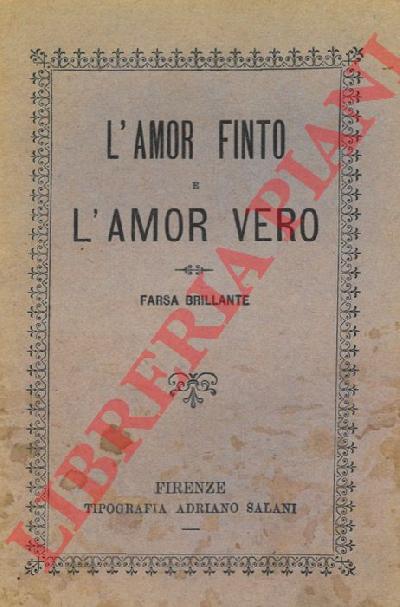 L'AMOR FINTO
E
L'AMOR VERO
FARSA BRILLANTE
FIRENZE
TIPOGRAFIA ADRIANO SALANI
LIBRERIA PIANI